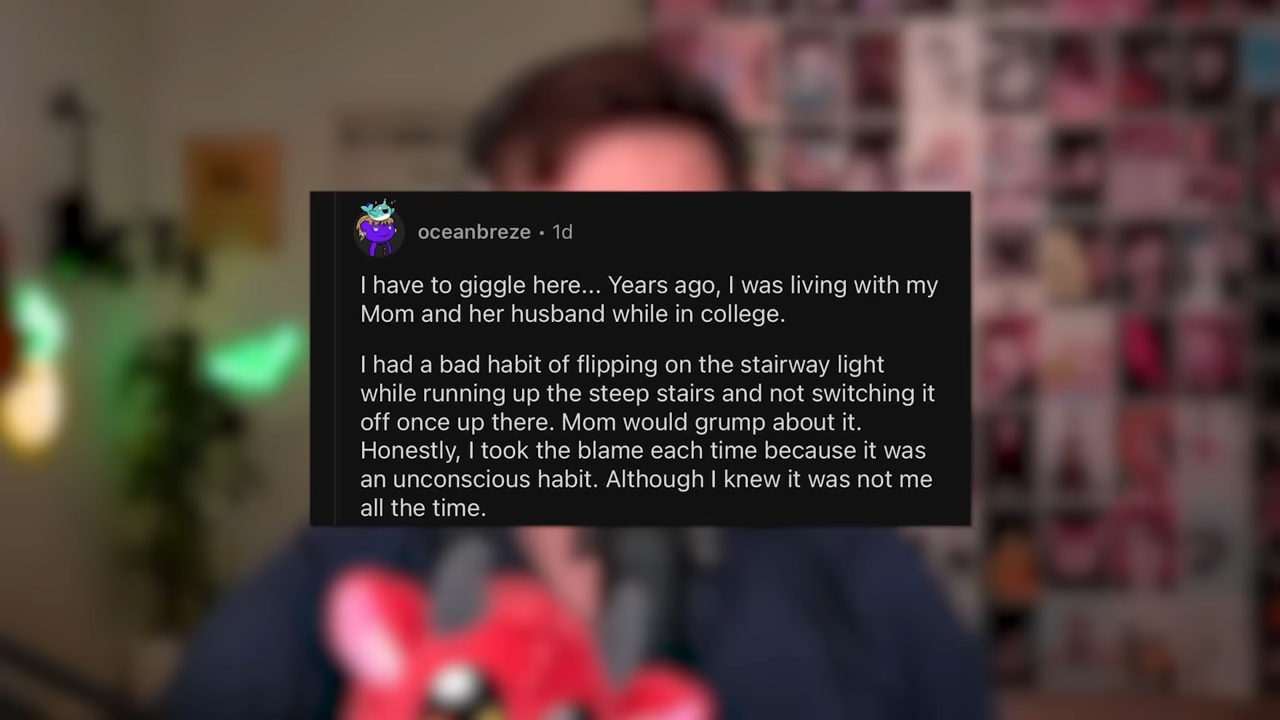 oceanbreze • 1d
I have to giggle here... Years ago, I was living with my
Mom and her husband while in college.
I had a bad habit of flipping on the stairway light
while running up the steep stairs and not switching it
off once up there. Mom would grump about it.
Honestly, I took the blame each time because it was
an unconscious habit. Although I knew it was not me
all the time.